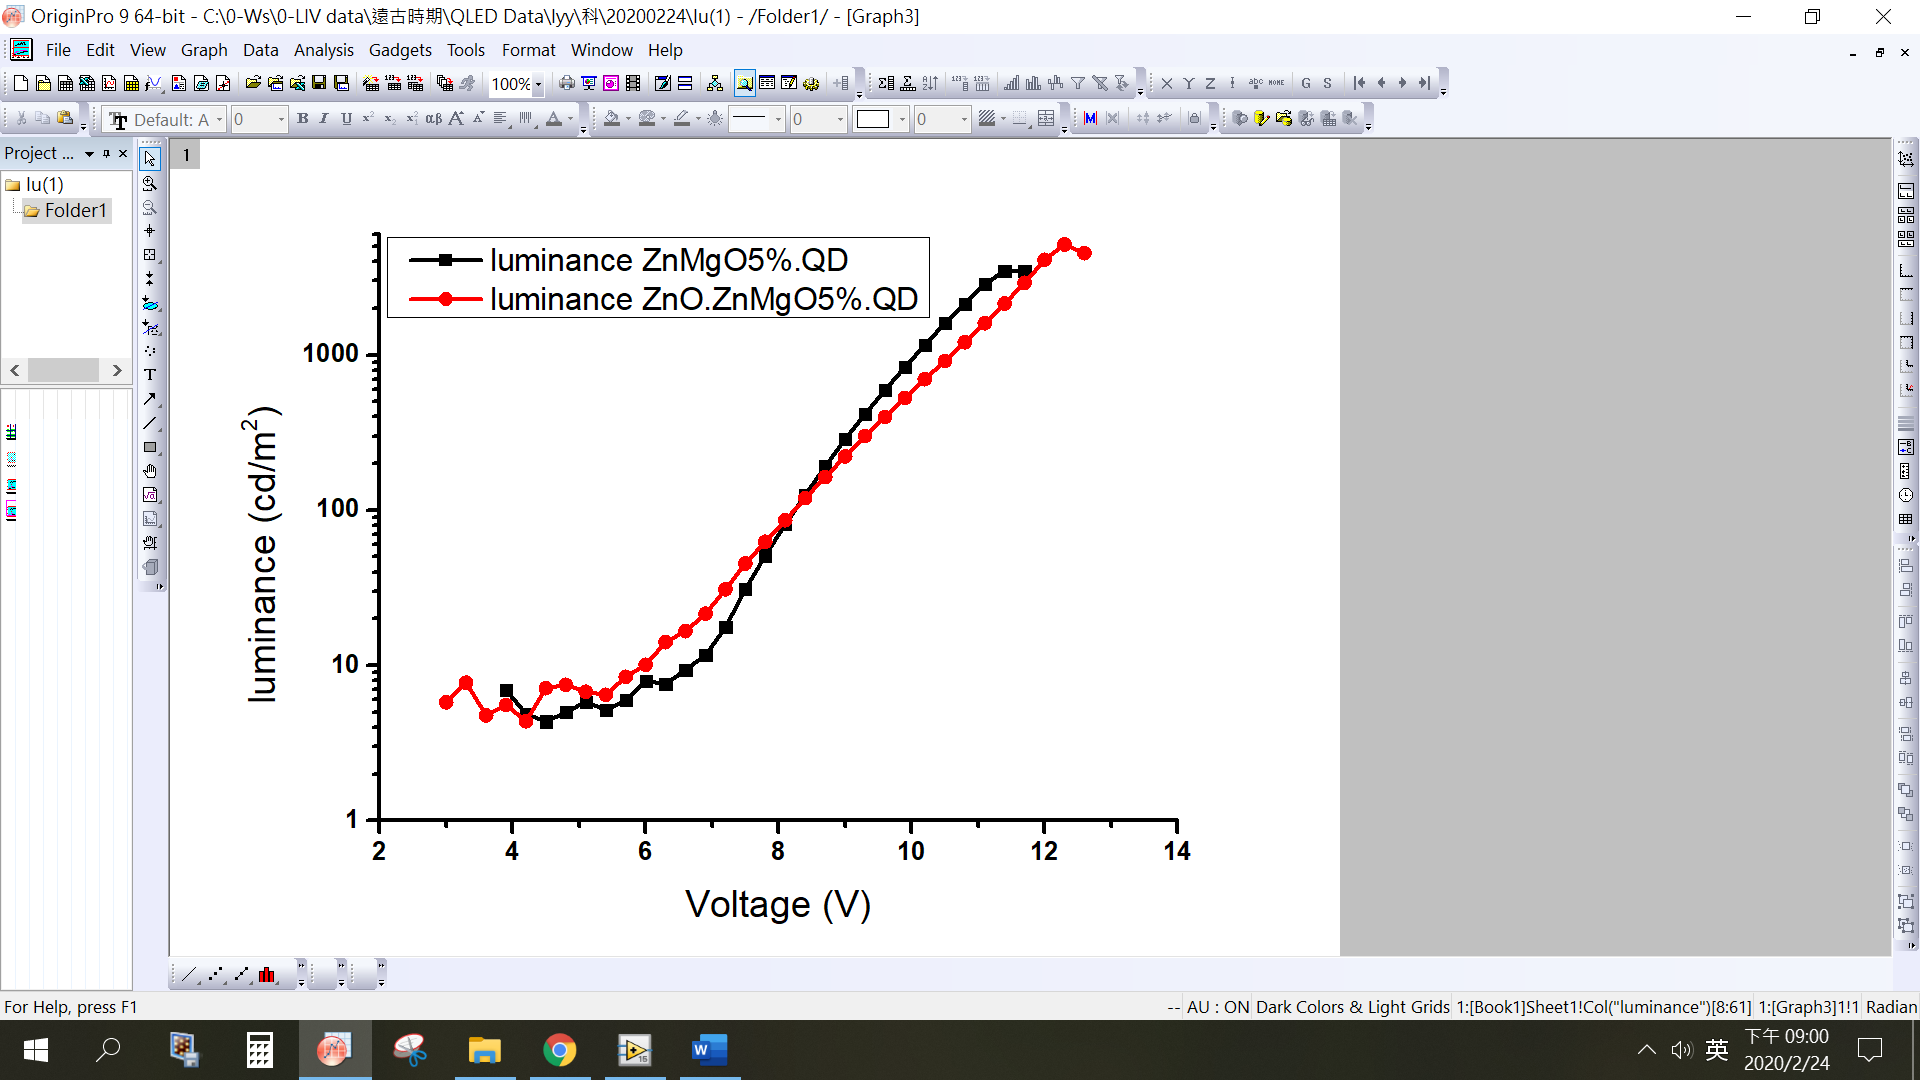 OriginPro 9 64-bit - C:\0-Ws\0-LIV data\遠古時期\QLED Data\lyy\科\20200224\lu(1) - /Folder1/ - [Graph3]
File Edit View Graph Data Analysis Gadgets Tools Format Window Help
100%
Default: A 0 B I U 0 0
Project ... 1
lu(1)
Folder1
luminance ZnMgO5%.QD
luminance ZnO.ZnMgO5%.QD
1000
100
10
1
2 4 6 8 10 12 14
luminance (cd/m²)
Voltage (V)
For Help, press F1
-- AU : ON Dark Colors & Light Grids 1:[Book1]Sheet1!Col("luminance")[8:61] 1:[Graph3]1!1 Radian
英 下午 09:00
2020/2/24